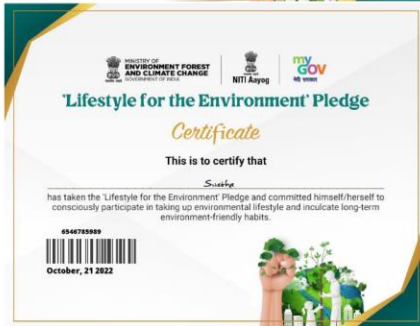 MINISTRY OF
ENVIRONMENT FOREST
AND CLIMATE CHANGE
GOVERNMENT OF INDIA
NITI Aayog
my
GOV
मेरी सरकार
'Lifestyle for the Environment' Pledge
Certificate
This is to certify that
has taken the 'Lifestyle for the Environment' Pledge and committed himself/herself to
consciously participate in taking up environmental lifestyle and inculcate long-term
environment-friendly habits.
6546785989
October, 21 2022